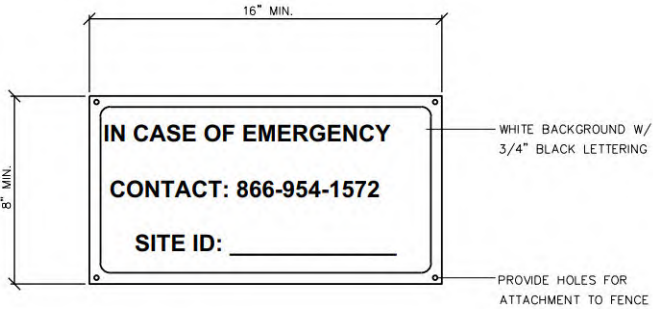 16" MIN.
8" MIN.
IN CASE OF EMERGENCY
CONTACT: 866-954-1572
SITE ID:
WHITE BACKGROUND W/
3/4" BLACK LETTERING
PROVIDE HOLES FOR
ATTACHMENT TO FENCE